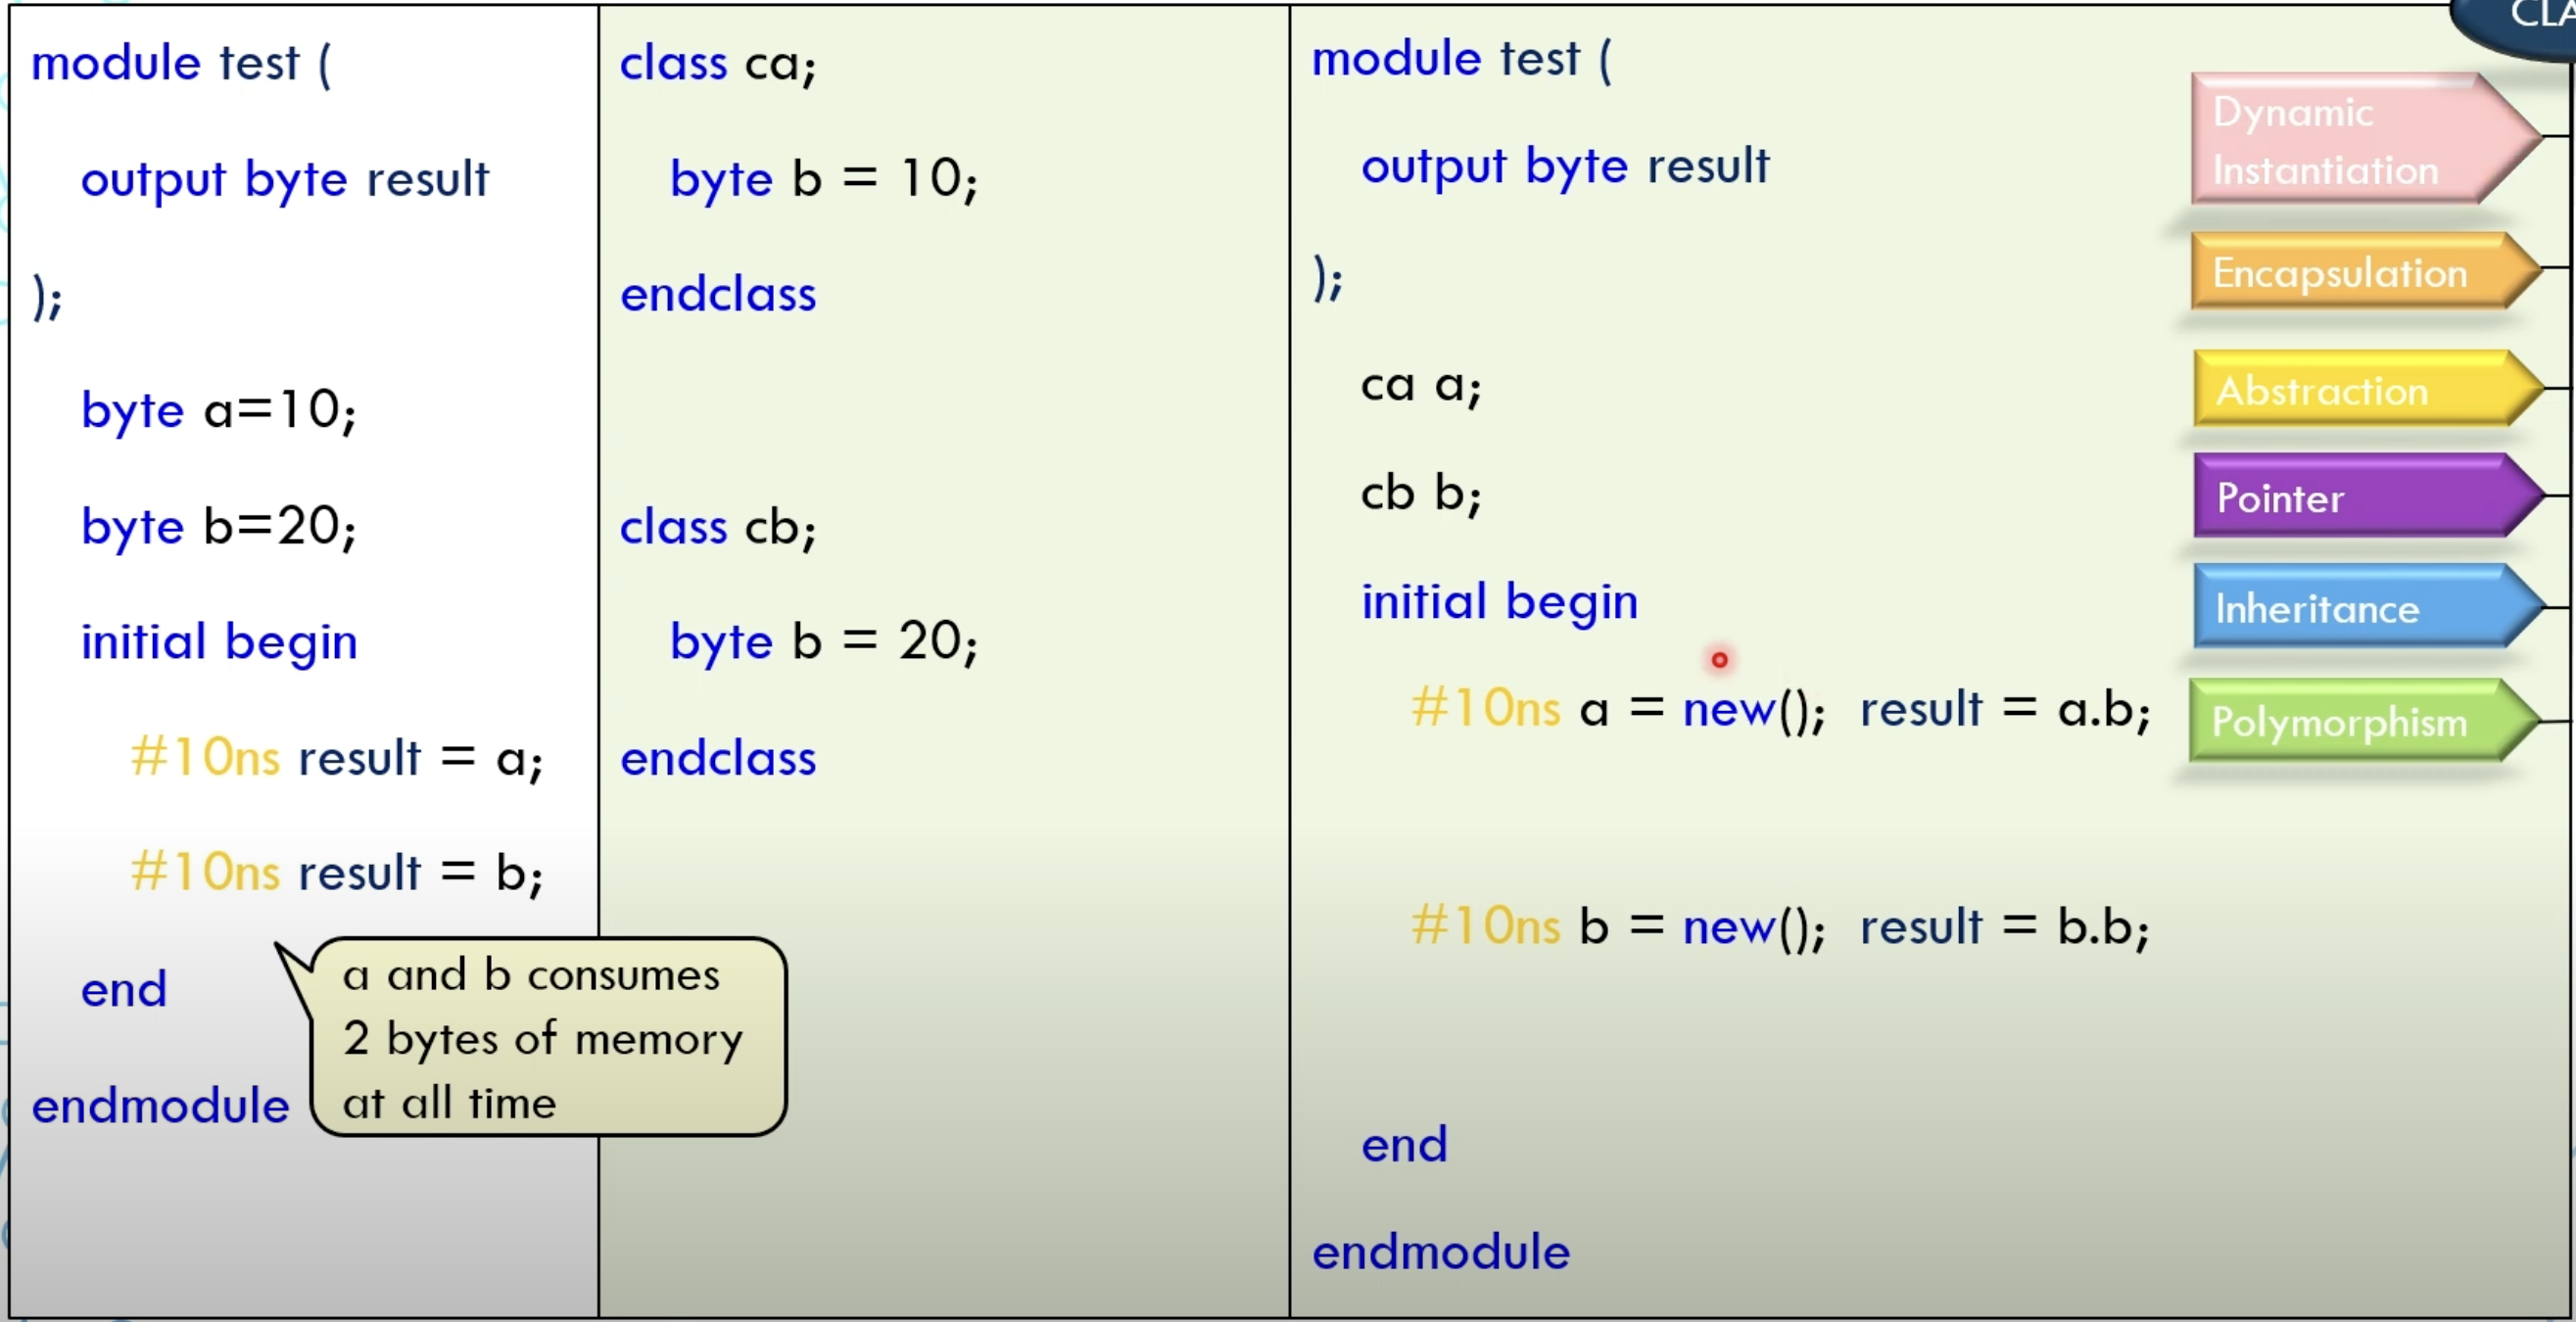 module test (
output byte result
);
byte a=10;
byte b=20;
initial begin
#10ns result = a;
#10ns result = b;
end
endmodule
a and b consumes
2 bytes of memory
at all time
class ca;
byte b = 10;
endclass
class cb;
byte b = 20;
endclass
module test (
output byte result
);
ca a;
cb b;
initial begin
#10ns a = new(); result = a.b;
#10ns b = new(); result = b.b;
end
endmodule
Dynamic
Instantiation
Encapsulation
Abstraction
Pointer
Inheritance
Polymorphism